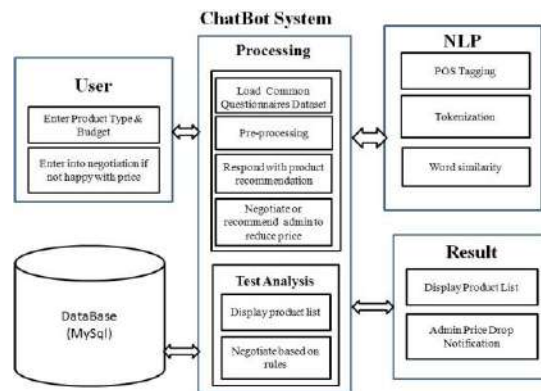 ChatBot System
User
Enter Product Type &
Budget
Enter into negotiation if
not happy with price
DataBase
(MySql)
Processing
Load Common
Questionnaires Dataset
Pre-processing
Respond with product
recommendation
Negotiate or
recommend admin to
reduce price
Test Analysis
Display product list
Negotiate based on
rules
NLP
POS Tagging
Tokenization
Word similarity
Result
Display Product List
Admin Price Drop
Notification